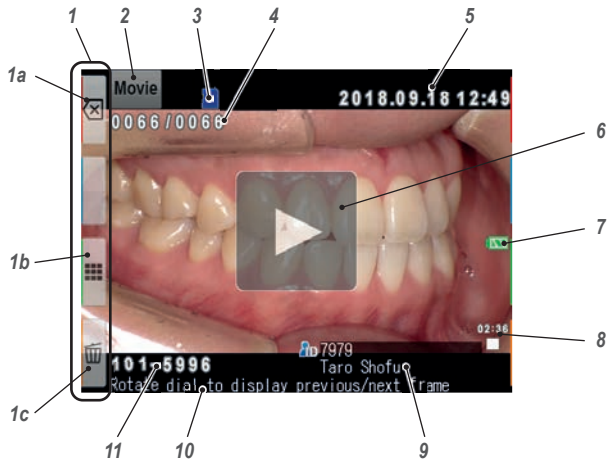 1 2 3 4 5
1a
Movie
2018.09.18 12:49
0066/0066
6
7
1b
02:36
8
ID 7979
101-5996 Taro Shofu
Rotate dial to display previous/next frame
1c
11 10 9